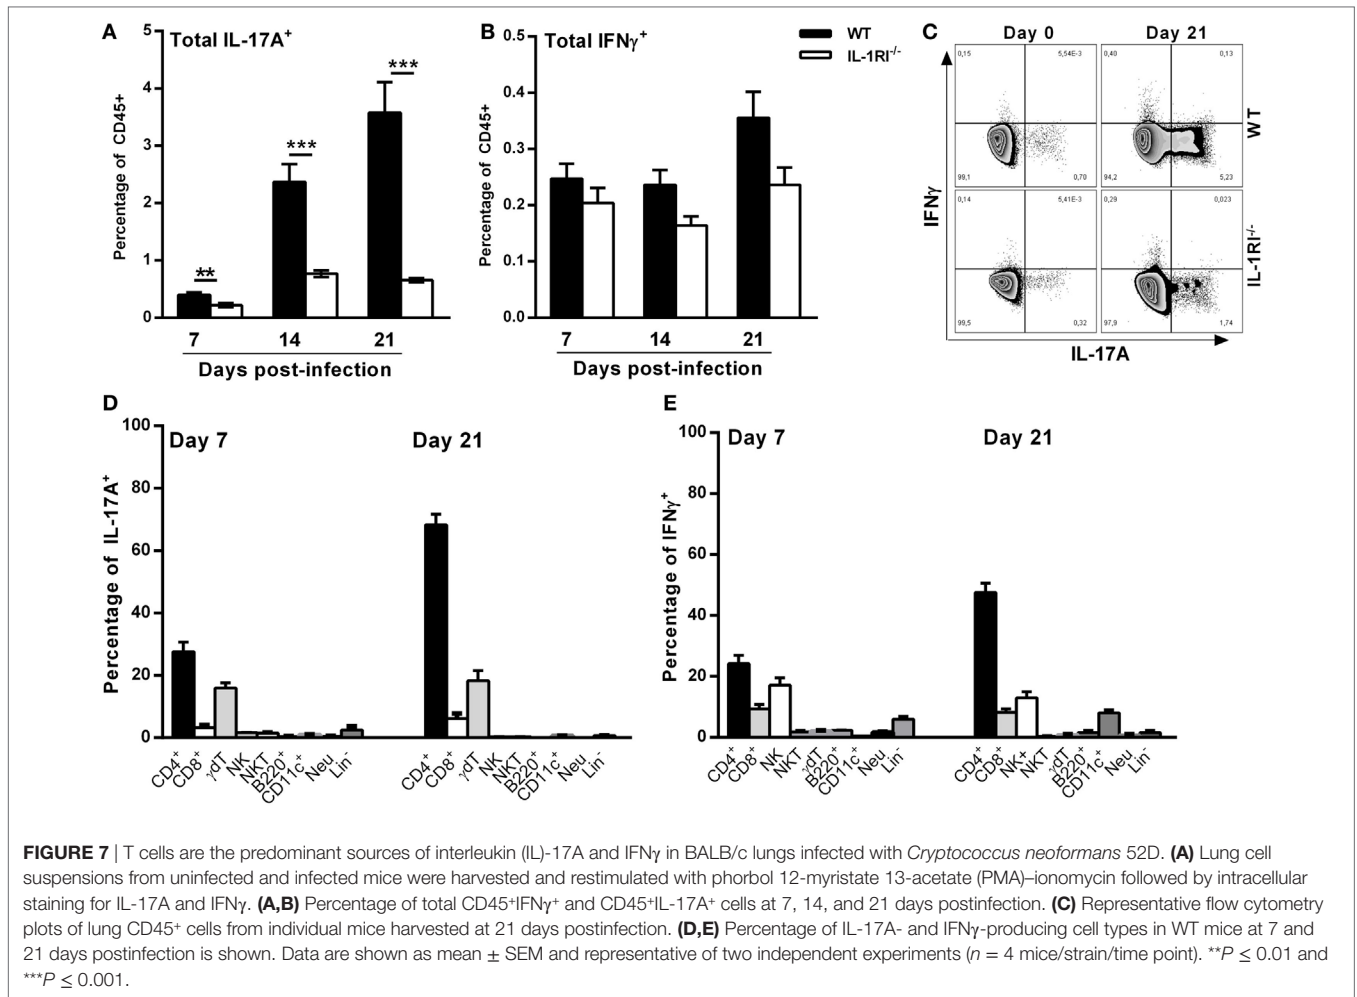 A
Total IL-17A⁺
Percentage of CD45+
5
4
3
2
1
0
**
***
***
7 14 21
Days post-infection
B
Total IFNγ⁺
WT
IL-1RI⁻/⁻
Percentage of CD45+
0.5
0.4
0.3
0.2
0.1
0.0
7 14 21
Days post-infection
C
Day 0 Day 21
0,15 5,54E-3 0,40 0,13
WT
99,1 0,70 94,2 5,23
0,14 5,41E-3 0,29 0,023
IL-1RI⁻/⁻
99,5 0,32 97,9 1,74
IFNγ
IL-17A
D
Day 7 Day 21
Percentage of IL-17A⁺
100
80
60
40
20
0
CD4⁺ CD8⁺ γdT NK NKT B220⁺ CD11c⁺ Neu Lin⁻
CD4⁺ CD8⁺ γdT NK NKT B220⁺ CD11c⁺ Neu Lin⁻
E
Day 7 Day 21
Percentage of IFNγ⁺
100
80
60
40
20
0
CD4⁺ CD8⁺ NK NKT γdT B220⁺ CD11c⁺ Neu Lin⁻
CD4⁺ CD8⁺ NK+ NKT γdT B220⁺ CD11c⁺ Neu Lin⁻
FIGURE 7 | T cells are the predominant sources of interleukin (IL)-17A and IFNγ in BALB/c lungs infected with Cryptococcus neoformans 52D. (A) Lung cell
suspensions from uninfected and infected mice were harvested and restimulated with phorbol 12-myristate 13-acetate (PMA)–ionomycin followed by intracellular
staining for IL-17A and IFNγ. (A,B) Percentage of total CD45⁺IFNγ⁺ and CD45⁺IL-17A⁺ cells at 7, 14, and 21 days postinfection. (C) Representative flow cytometry
plots of lung CD45⁺ cells from individual mice harvested at 21 days postinfection. (D,E) Percentage of IL-17A- and IFNγ-producing cell types in WT mice at 7 and
21 days postinfection is shown. Data are shown as mean ± SEM and representative of two independent experiments (n = 4 mice/strain/time point). **P ≤ 0.01 and
***P ≤ 0.001.